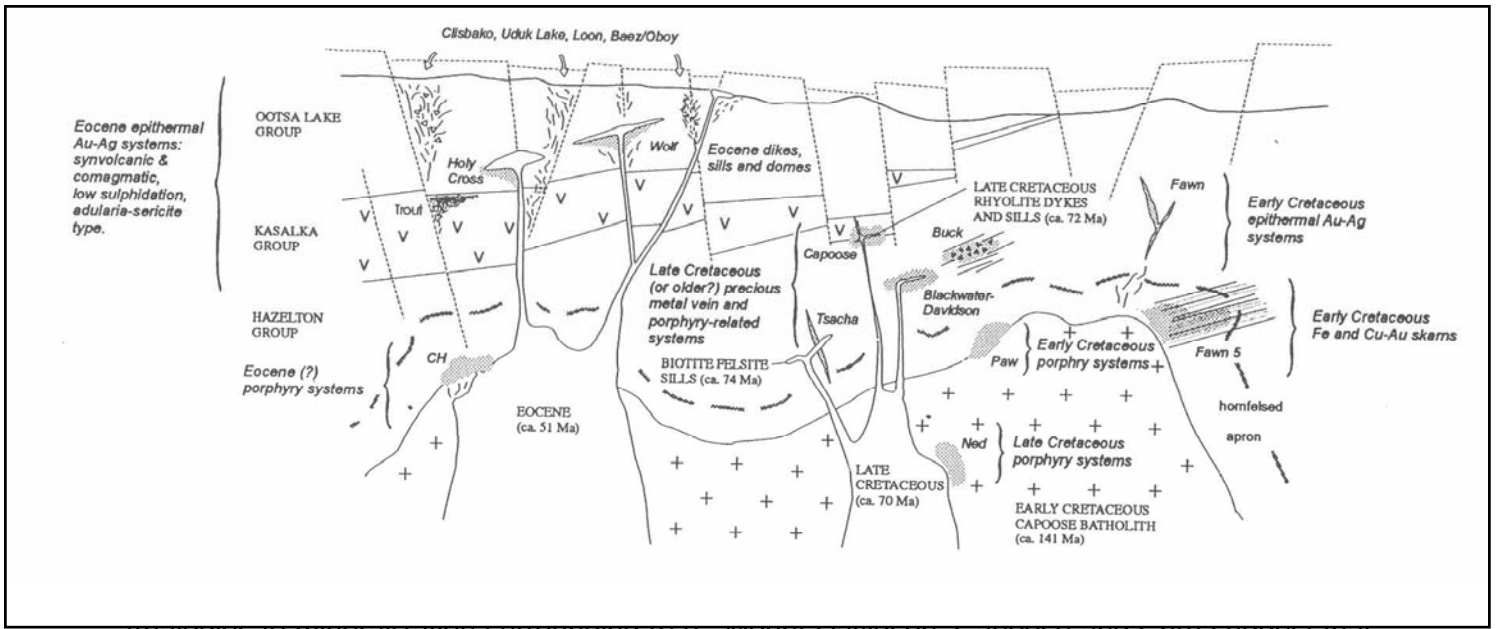 Clisbako, Uduk Lake, Loon, Baez/Oboy
Eocene epithermal
Au-Ag systems:
synvolcanic &
comagmatic,
low sulphidation,
adularia-sericite
type.
OOTSA LAKE
GROUP
KASALKA
GROUP
HAZELTON
GROUP
Holy
Cross
Trout
Wolf
Eocene dikes,
sills and domes
CH
Eocene (?)
porphyry systems
EOCENE
(ca. 51 Ma)
Late Cretaceous
(or older?) precious
metal vein and
porphyry-related
systems
BIOTITE FELSITE
SILLS (ca. 74 Ma)
Capoose
Tsacha
LATE CRETACEOUS
RHYOLITE DYKES
AND SILLS (ca. 72 Ma)
Buck
Blackwater-
Davidson
Fawn
Early Cretaceous
epithermal Au-Ag
systems
Paw
Early Cretaceous
porphry systems
Fawn 5
Early Cretaceous
Fe and Cu-Au skarns
hornfelsed
apron
Ned
Late Cretaceous
porphyry systems
LATE
CRETACEOUS
(ca. 70 Ma)
EARLY CRETACEOUS
CAPOOSE BATHOLITH
(ca. 141 Ma)